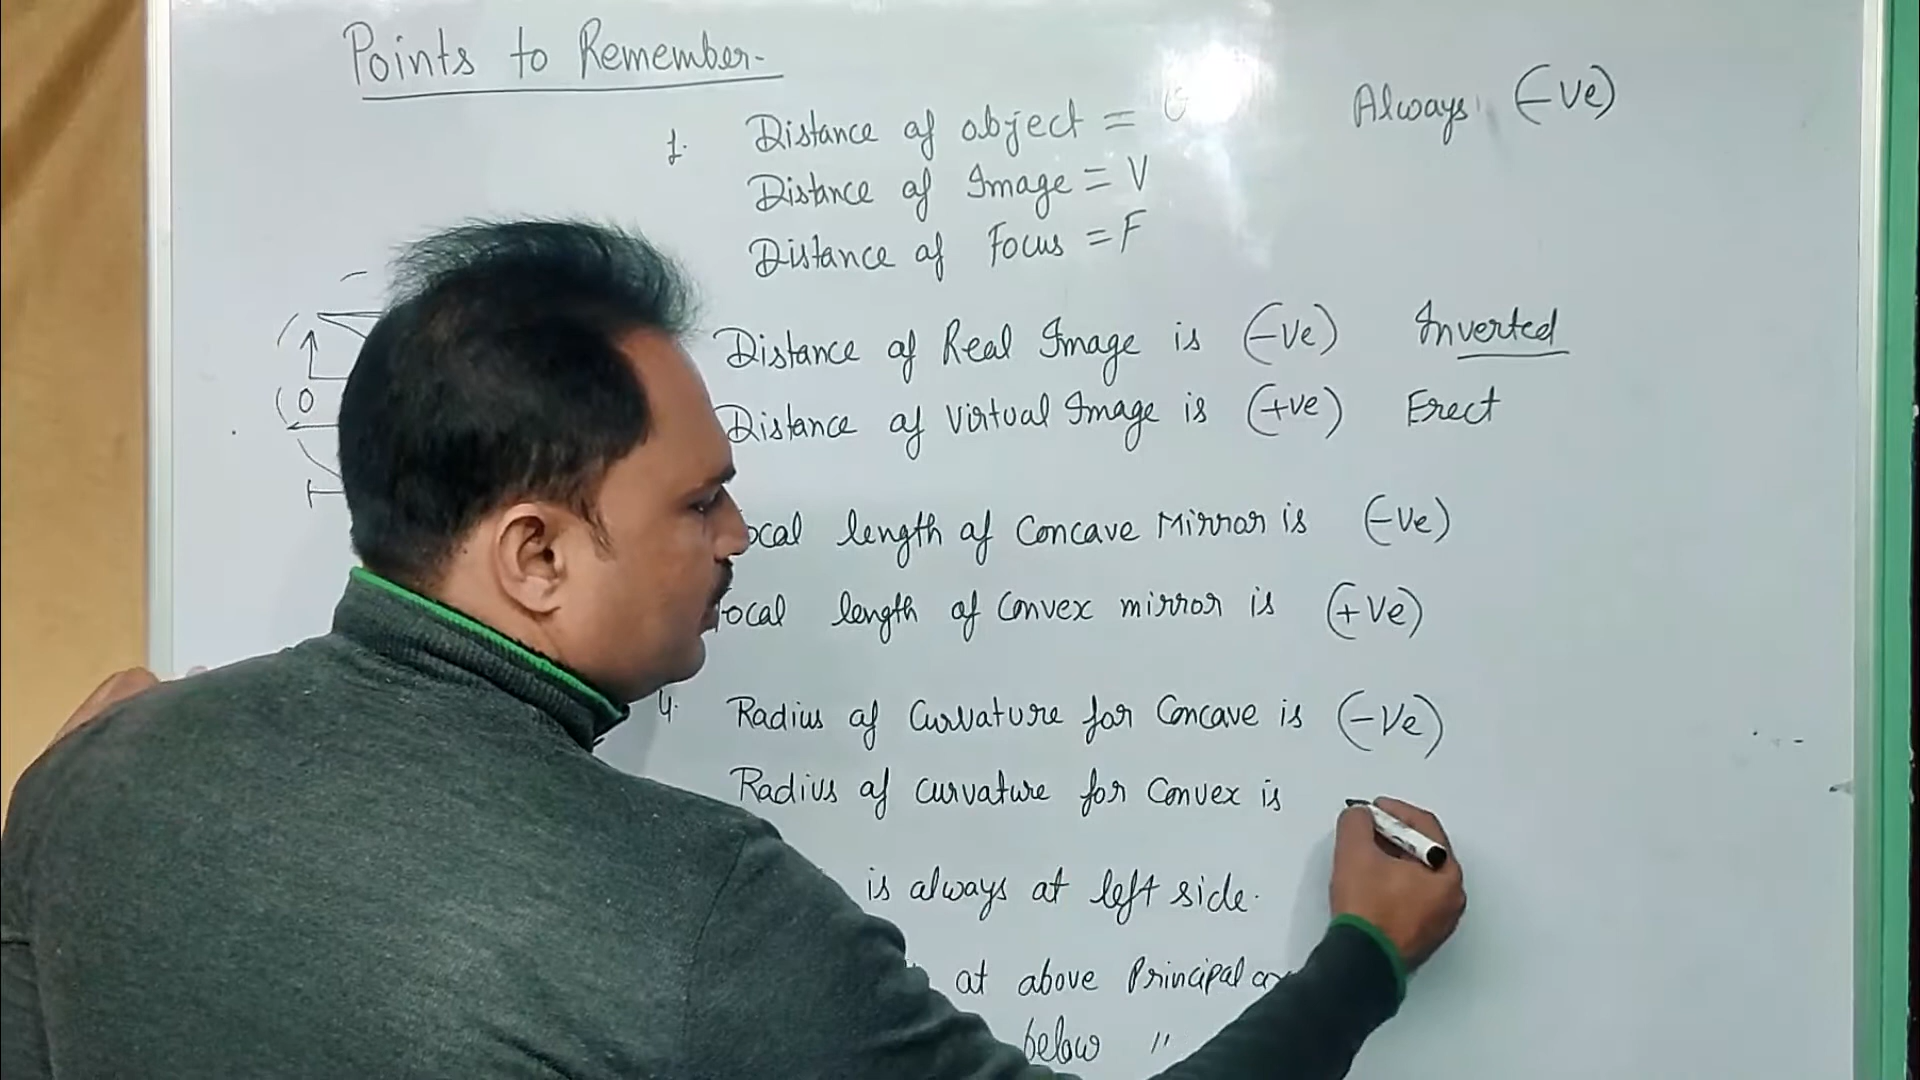 Points to Remember-
1. Distance of object = Always (-ve)
Distance of Image = V
Distance of Focus = F
Distance of Real Image is (-ve) Inverted
Distance of Virtual Image is (+ve) Erect
ocal length of Concave Mirror is (-ve)
ocal length of Convex mirror is (+ve)
4. Radius of Curvature for Concave is (-ve)
Radius of curvature for Convex is
is always at left side.
at above Principal
below "
O